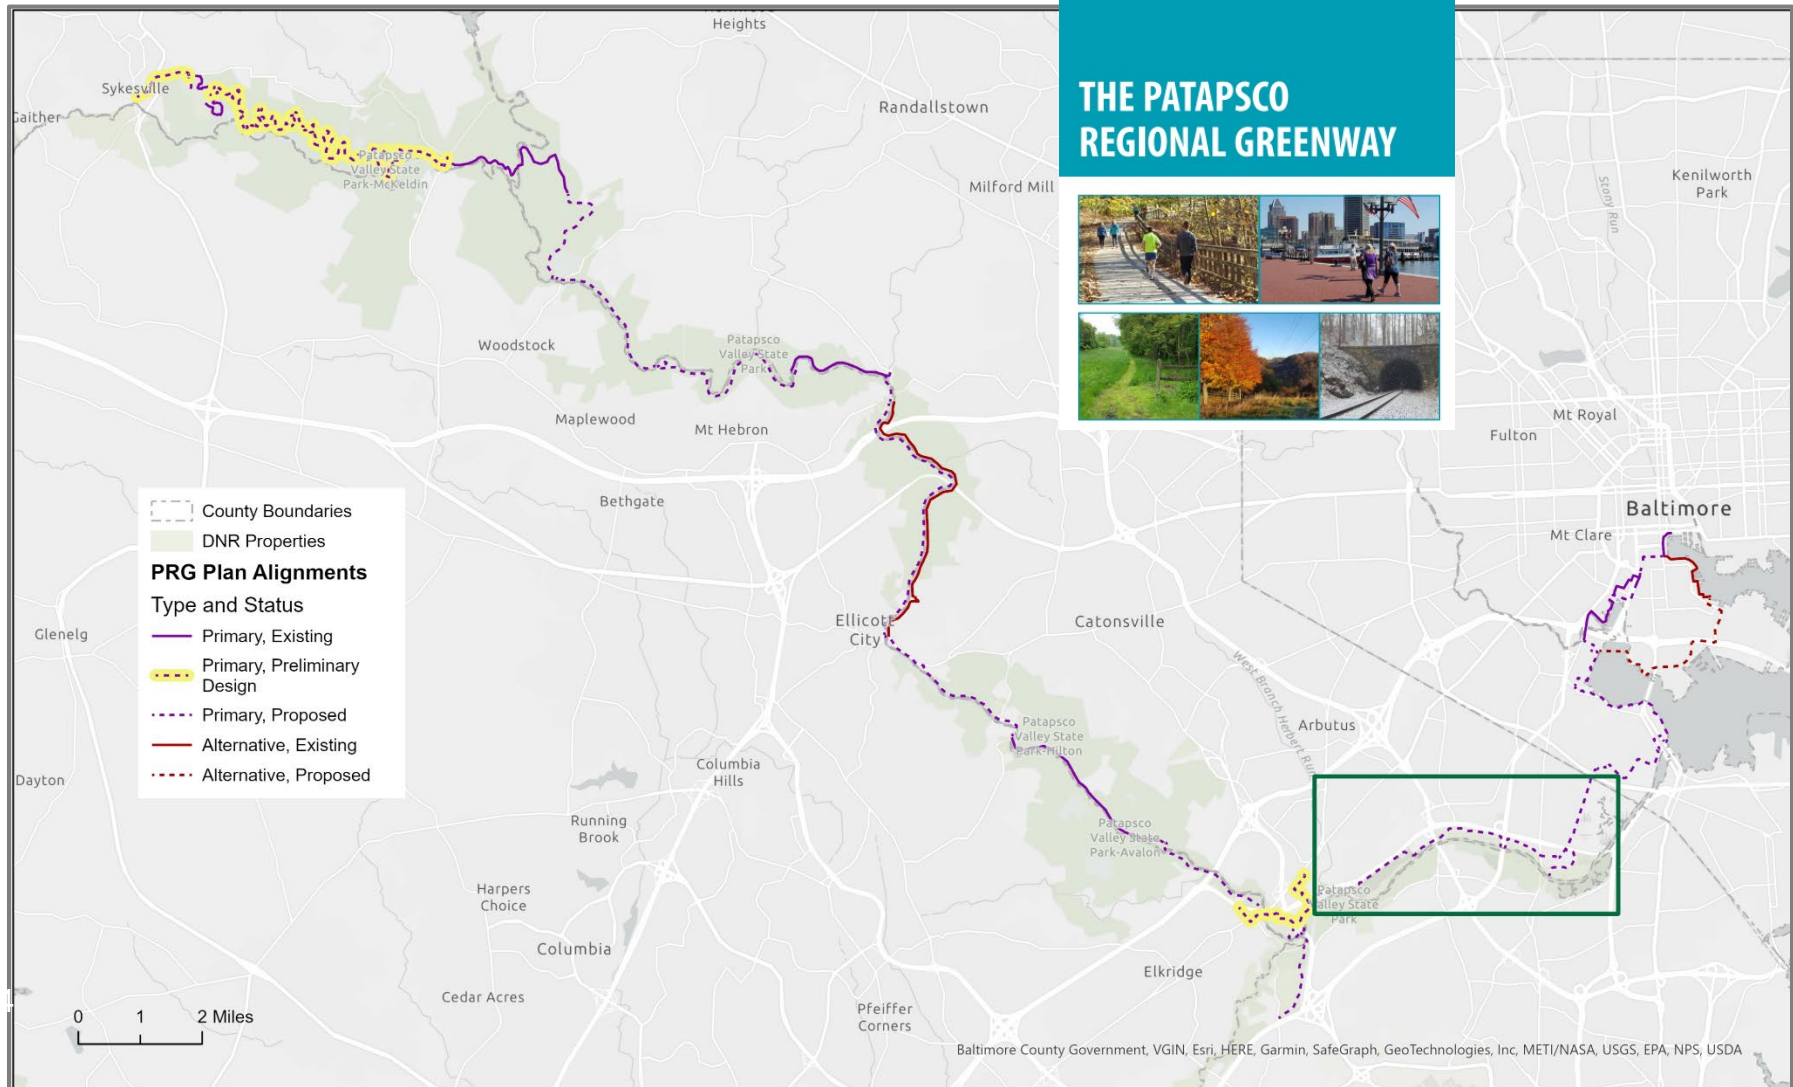 Heights
THE PATAPSCO
REGIONAL GREENWAY
Sykesville
Gaither
Randallstown
Patapsco
Valley State
Park-McKeldin
Milford Mill
Kenilworth
Park
Stony Run
Woodstock
Patapsco
Valley State
Park
Maplewood
Mt Hebron
Mt Royal
Fulton
Bethgate
Baltimore
Mt Clare
County Boundaries
DNR Properties
PRG Plan Alignments
Type and Status
Primary, Existing
Primary, Preliminary
Design
Primary, Proposed
Alternative, Existing
Alternative, Proposed
Glenelg
Ellicott
City
Catonsville
West Branch Herbert Run
Arbutus
Patapsco
Valley State
Park-Hilton
Dayton
Columbia
Hills
Running
Brook
Patapsco
Valley State
Park-Avalon
Harpers
Choice
Patapsco
Valley State
Park
Columbia
Elkridge
Cedar Acres
Pfeiffer
Corners
0 1 2 Miles
Baltimore County Government, VGIN, Esri, HERE, Garmin, SafeGraph, GeoTechnologies, Inc, METI/NASA, USGS, EPA, NPS, USDA